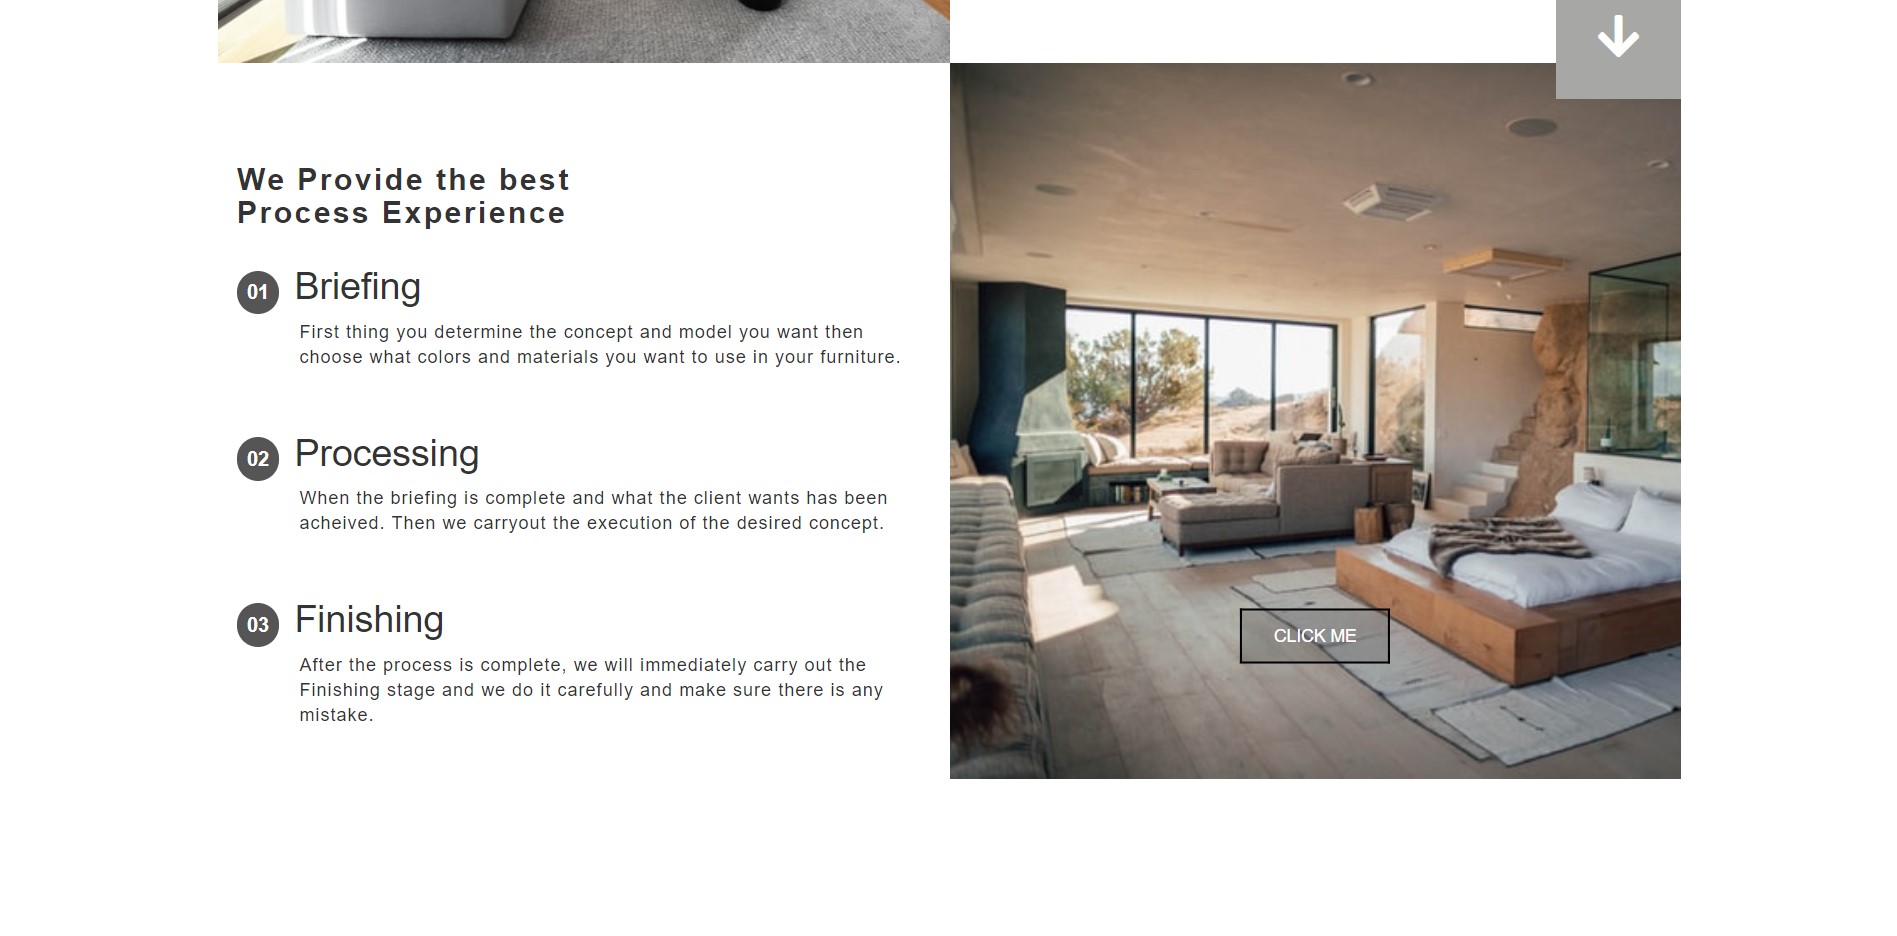 We Provide the best
Process Experience
01 Briefing
First thing you determine the concept and model you want then
choose what colors and materials you want to use in your furniture.
02 Processing
When the briefing is complete and what the client wants has been
acheived. Then we carryout the execution of the desired concept.
03 Finishing
After the process is complete, we will immediately carry out the
Finishing stage and we do it carefully and make sure there is any
mistake.
CLICK ME